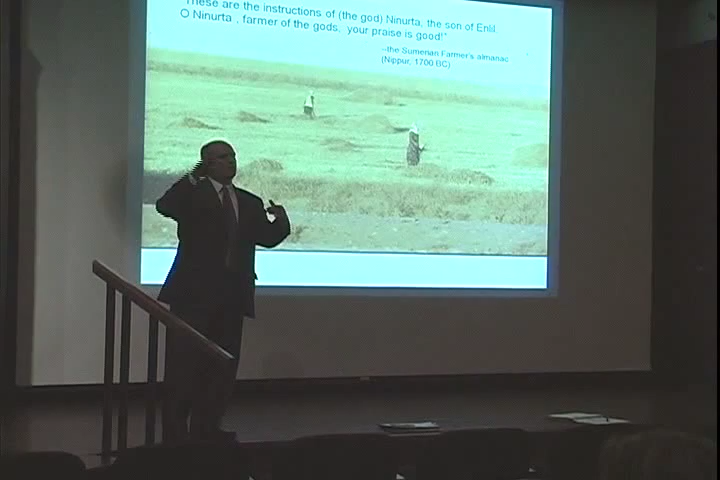 These are the instructions of (the god) Ninurta, the son of Enlil.
O Ninurta , farmer of the gods, your praise is good!"
--the Sumerian Farmer's almanac
(Nippur, 1700 BC)